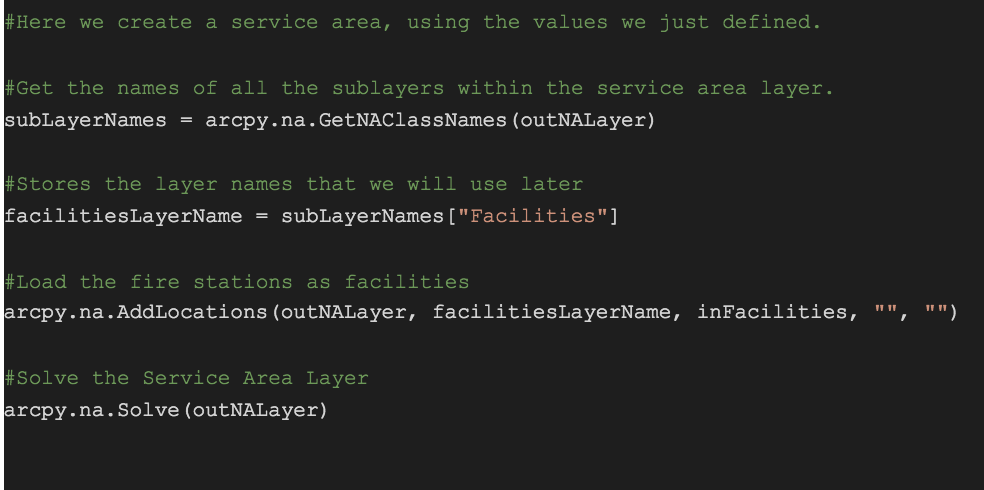 #Here we create a service area, using the values we just defined.
#Get the names of all the sublayers within the service area layer.
subLayerNames = arcpy.na.GetNAClassNames(outNALayer)
#Stores the layer names that we will use later
facilitiesLayerName = subLayerNames["Facilities"]
#Load the fire stations as facilities
arcpy.na.AddLocations(outNALayer, facilitiesLayerName, inFacilities, "", "")
#Solve the Service Area Layer
arcpy.na.Solve(outNALayer)